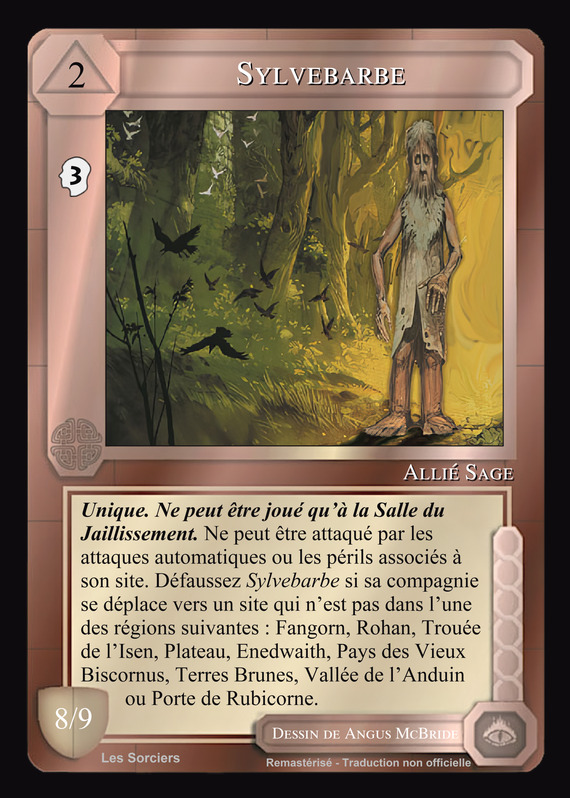 2
SYLVEBARBE
3
ALLIÉ SAGE
Unique. Ne peut être joué qu'à la Salle du
Jaillissement. Ne peut être attaqué par les
attaques automatiques ou les périls associés à
son site. Défaussez Sylvebarbe si sa compagnie
se déplace vers un site qui n'est pas dans l'une
des régions suivantes : Fangorn, Rohan, Trouée
de l'Isen, Plateau, Enedwaith, Pays des Vieux
Biscornus, Terres Brunes, Vallée de l'Anduin
ou Porte de Rubicorne.
8/9
DESSIN DE ANGUS MCBRIDE
Les Sorciers
Remastérisé - Traduction non officielle